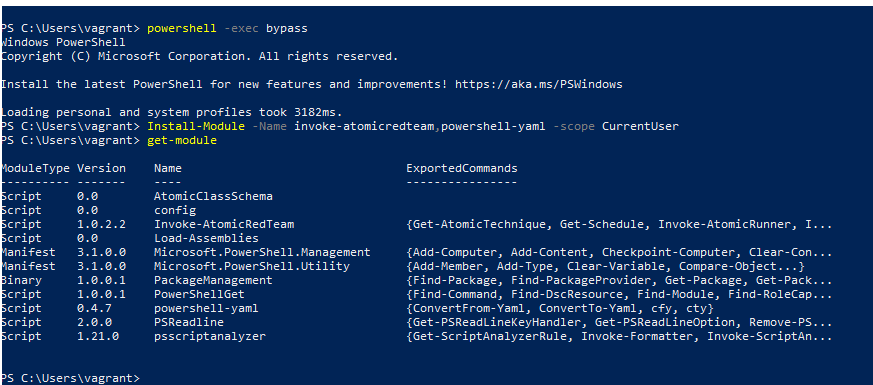 PS C:\Users\vagrant> powershell -exec bypass
Windows PowerShell
Copyright (C) Microsoft Corporation. All rights reserved.
Install the latest PowerShell for new features and improvements! https://aka.ms/PSWindows
Loading personal and system profiles took 3182ms.
PS C:\Users\vagrant> Install-Module -Name invoke-atomicredteam,powershell-yaml -scope CurrentUser
PS C:\Users\vagrant> get-module
ModuleType Version    Name                                ExportedCommands
---------- -------    ----                                ----------------
Script     0.0        AtomicClassSchema
Script     0.0        config
Script     1.0.2.2    Invoke-AtomicRedTeam                {Get-AtomicTechnique, Get-Schedule, Invoke-AtomicRunner, I...
Script     0.0        Load-Assemblies
Manifest   3.1.0.0    Microsoft.PowerShell.Management     {Add-Computer, Add-Content, Checkpoint-Computer, Clear-Con...
Manifest   3.1.0.0    Microsoft.PowerShell.Utility        {Add-Member, Add-Type, Clear-Variable, Compare-Object...}
Binary     1.0.0.1    PackageManagement                   {Find-Package, Find-PackageProvider, Get-Package, Get-Pack...
Script     1.0.0.1    PowerShellGet                       {Find-Command, Find-DscResource, Find-Module, Find-RoleCap...
Script     0.4.7      powershell-yaml                     {ConvertFrom-Yaml, ConvertTo-Yaml, cfy, cty}
Script     2.0.0      PSReadline                          {Get-PSReadLineKeyHandler, Get-PSReadLineOption, Remove-PS...
Script     1.21.0     psscriptanalyzer                    {Get-ScriptAnalyzerRule, Invoke-Formatter, Invoke-ScriptAn...
PS C:\Users\vagrant>